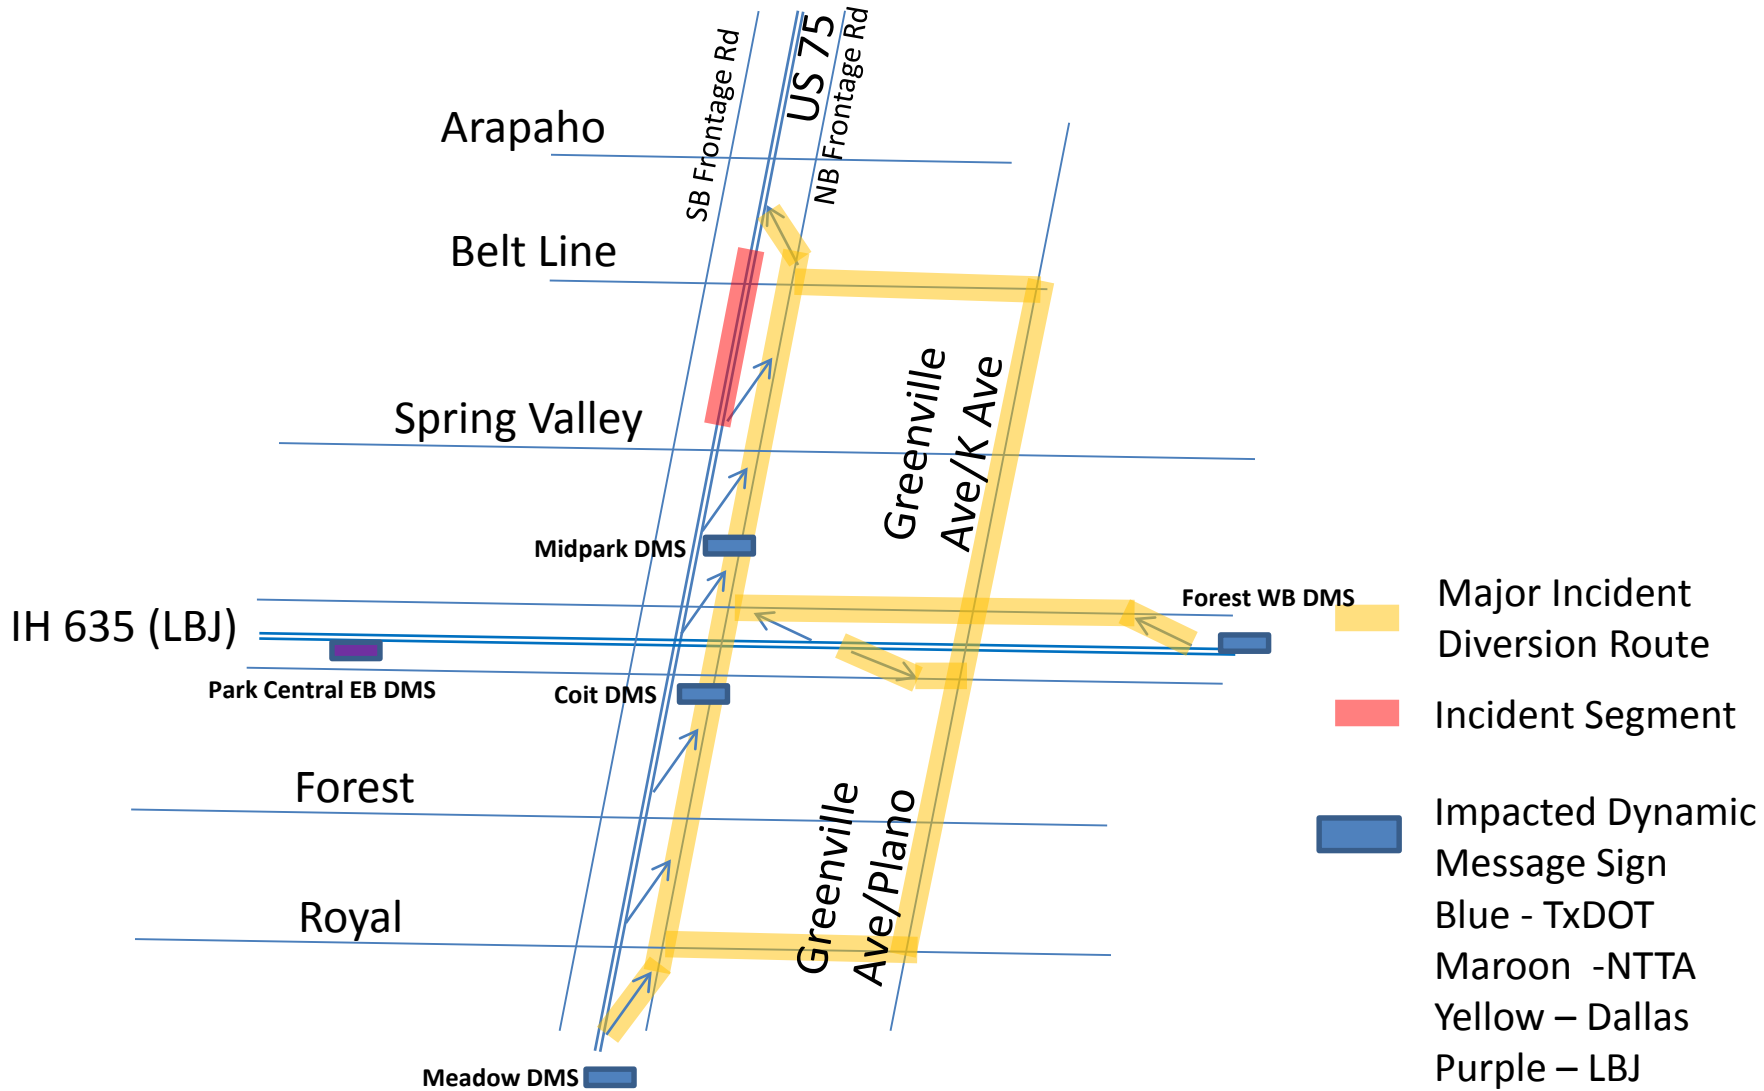 US 75
SB Frontage Rd
NB Frontage Rd
Arapaho
Belt Line
Spring Valley
Greenville
Ave/K Ave
Midpark DMS
IH 635 (LBJ)
Forest WB DMS
Park Central EB DMS
Coit DMS
Forest
Greenville
Ave/Plano
Royal
Meadow DMS
Major Incident
Diversion Route
Incident Segment
Impacted Dynamic
Message Sign
Blue - TxDOT
Maroon -NTTA
Yellow – Dallas
Purple – LBJ